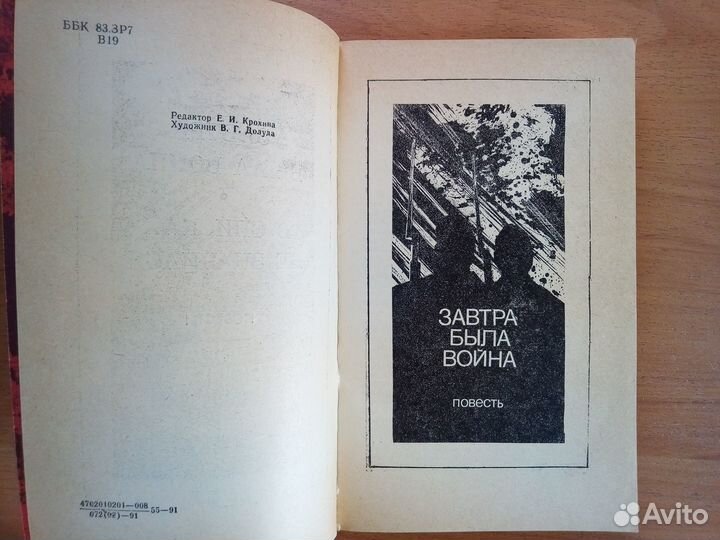 ББК 83.3Р7
В19
Редактор Е. И. Крохина
Художник В. Г. Долуда
4702010201—008
55—91
072(02)—91
ЗАВТРА
БЫЛА
ВОЙНА
повесть
Avito